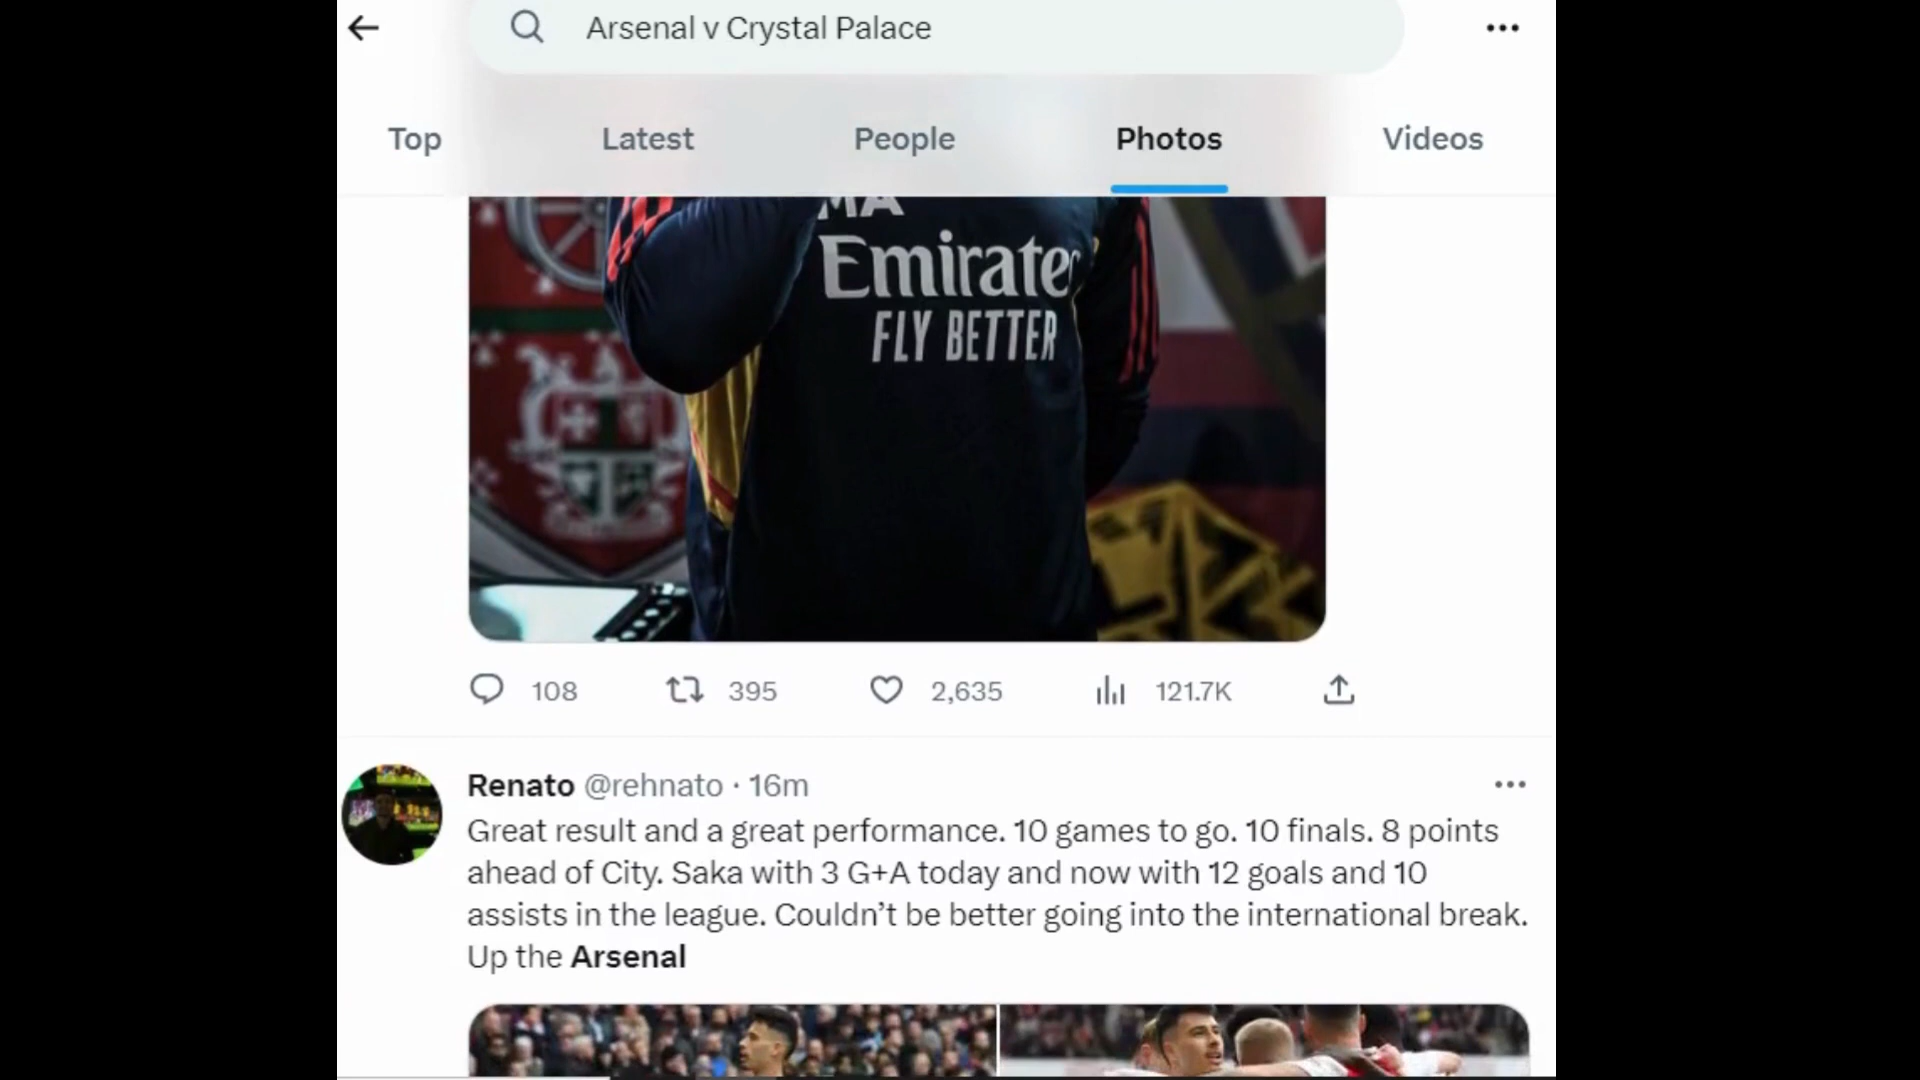 Arsenal v Crystal Palace
Top Latest People Photos Videos
Emirates
FLY BETTER
108 395 2,635 121.7K
Renato @rehnato · 16m
Great result and a great performance. 10 games to go. 10 finals. 8 points
ahead of City. Saka with 3 G+A today and now with 12 goals and 10
assists in the league. Couldn’t be better going into the international break.
Up the Arsenal